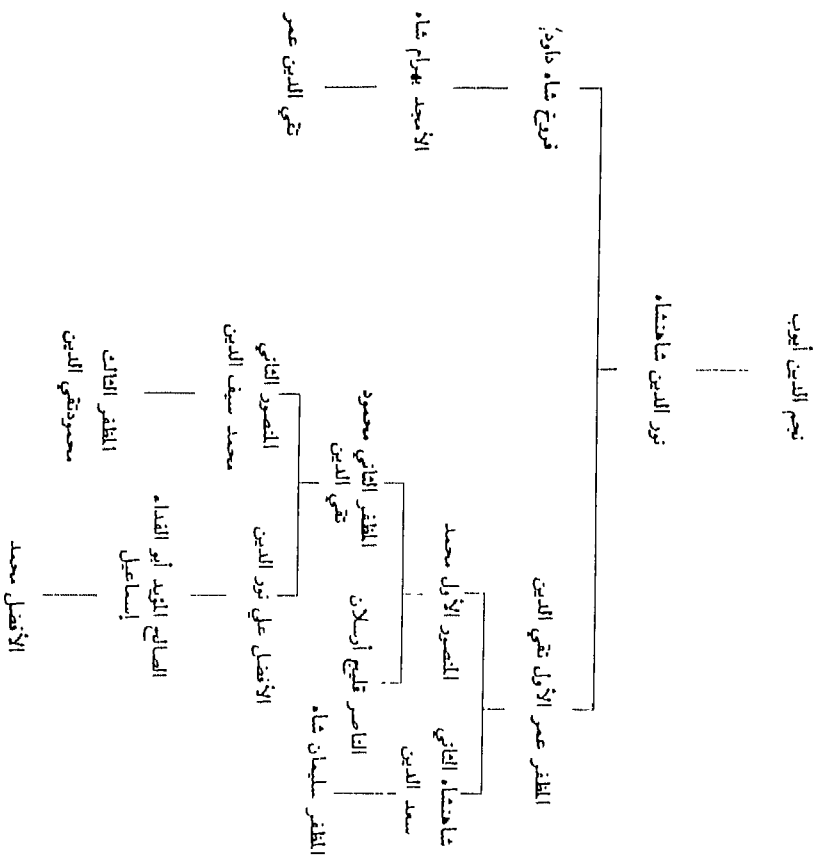 نجم الدين أيوب
نور الدين شاهنشاه
المظفر عمر الأول تقي الدين
فروخ شاه داود/
شاهنشاه الثاني
سعد الدين
المنصور الأول محمد
الأمجد بهرام شاه
المظفر سليمان شاه
الناصر قليج أرسلان
المظفر الثاني محمود
تقي الدين
تقي الدين عمر
الأفضل علي نور الدين
المنصور الثاني
محمد سيف الدين
الصالح المؤيد أبو الفداء
إسماعيل
المظفر الثالث
محمود تقي الدين
الأفضل محمد